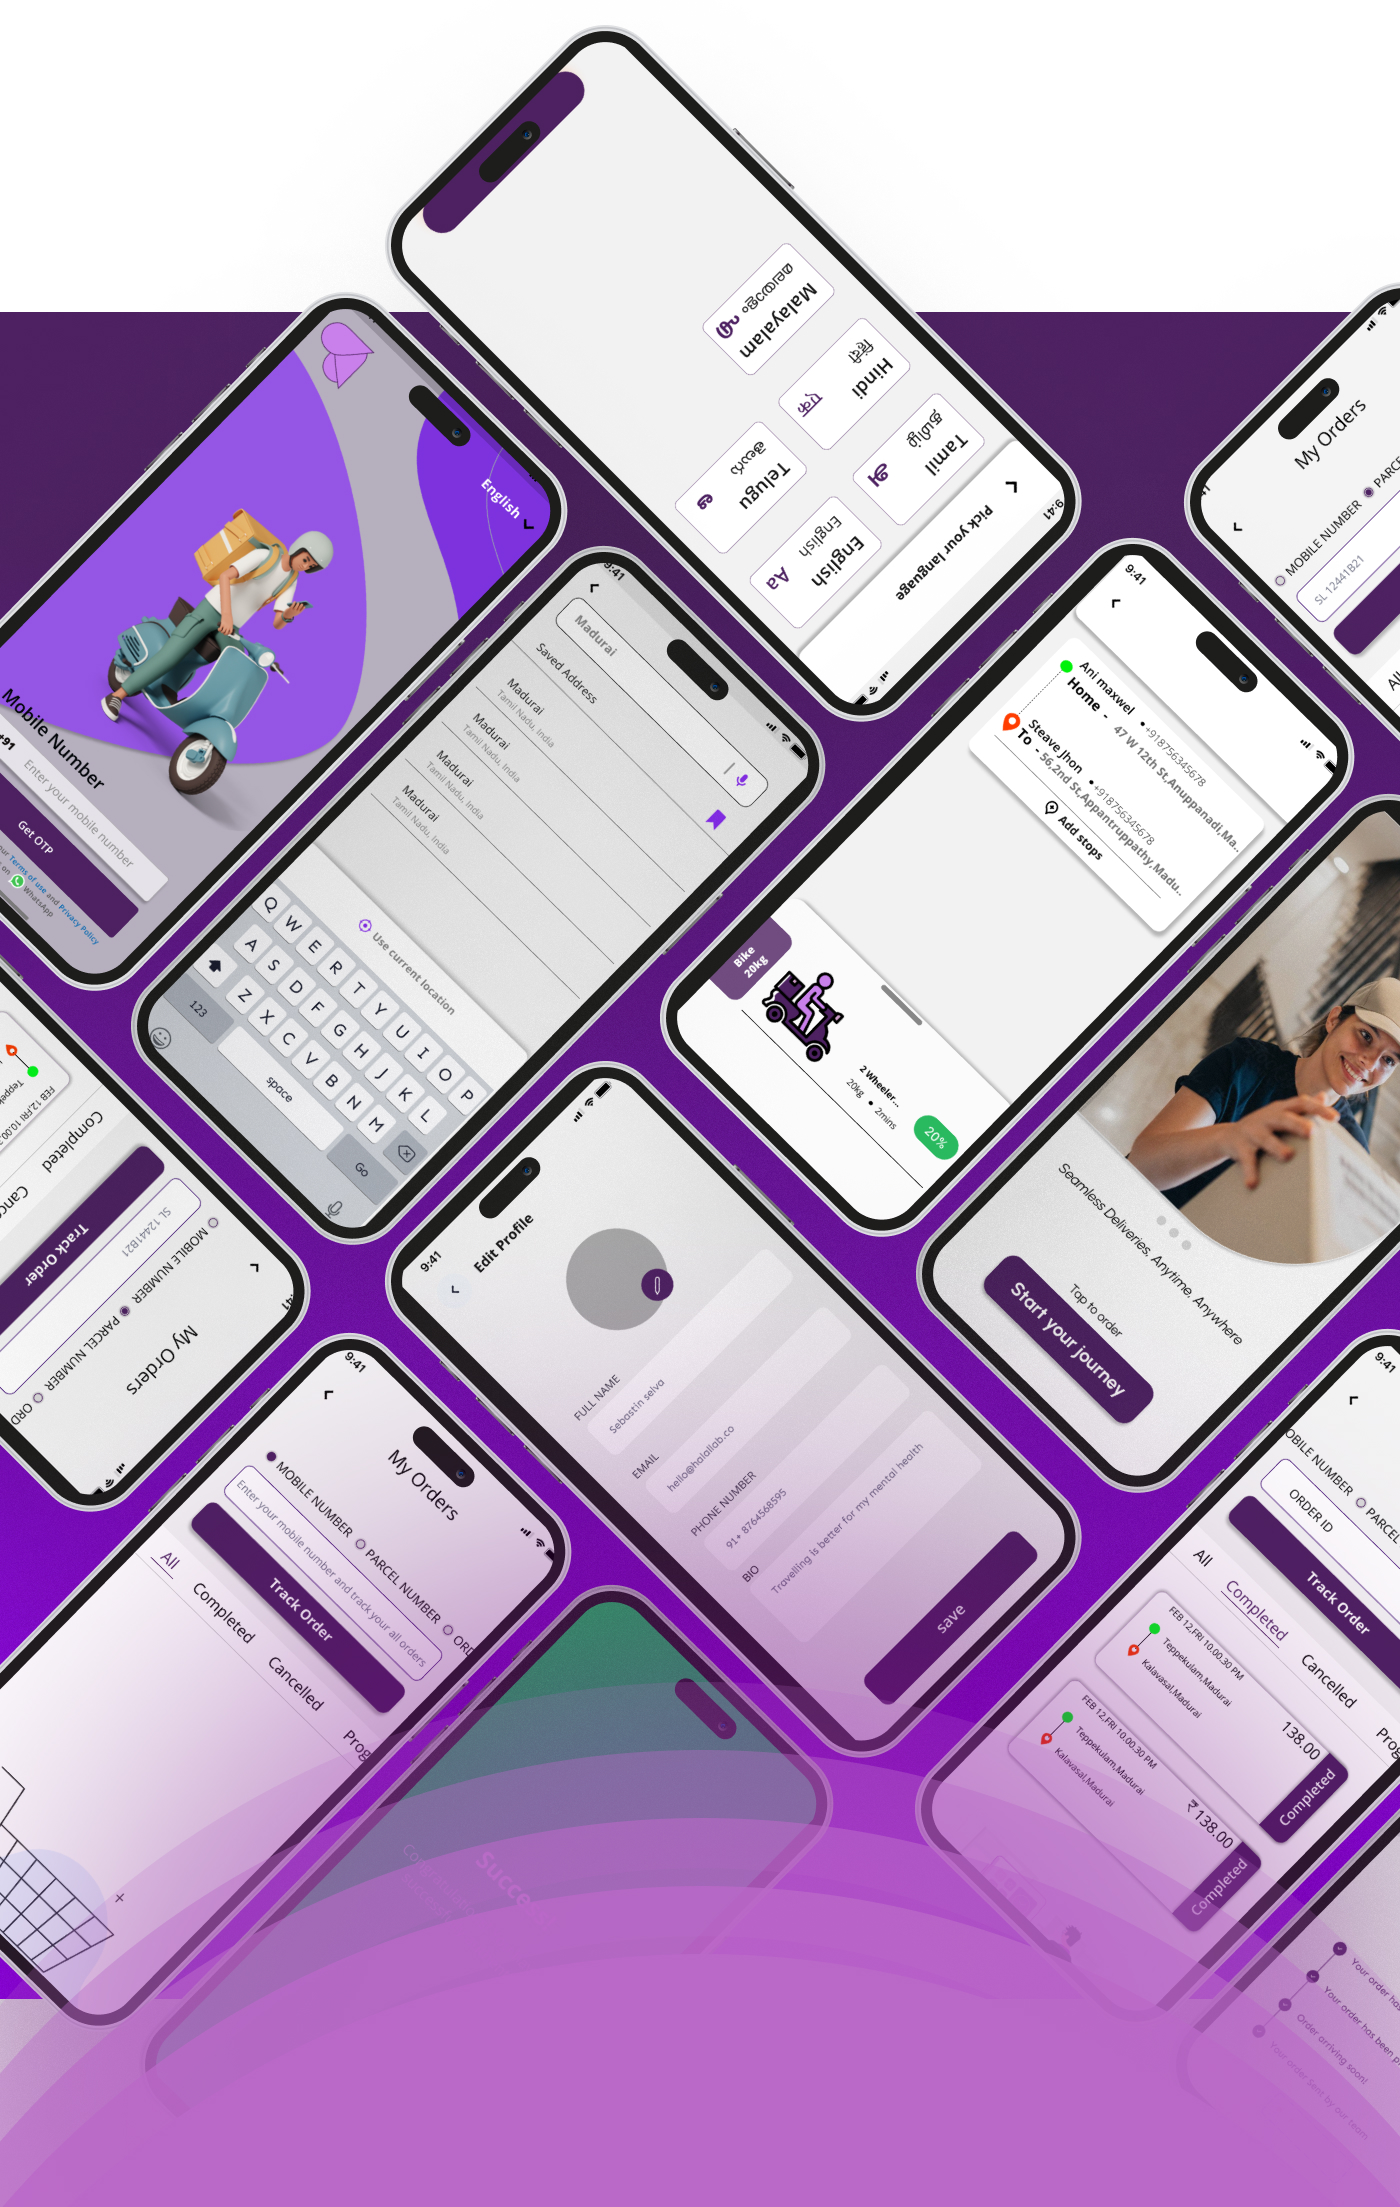 9:41
Pick your language
English
English
Aa
Tamil
தமிழ்
அ
Telugu
తెలుగు
ఆ
Hindi
हिंदी
एक
Malayalam
മലയാളം
എ
English
Mobile Number
+91
Enter your mobile number
Get OTP
Terms of use and Privacy Policy
on WhatsApp
9:41
Madurai
Saved Address
Madurai
Tamil Nadu, India
Madurai
Tamil Nadu, India
Madurai
Tamil Nadu, India
Madurai
Tamil Nadu, India
Use current location
Q W E R T Y U I O P
A S D F G H J K L
Z X C V B N M
123
space
Go
My Orders
MOBILE NUMBER
PARCE
SL 12441B21
All
9:41
Ani maxwel •+918756345678
Home - 47 W 12th St,Anuppanadi,Ma..
Steave Jhon •+918756345678
To - 56,2nd St,Appantruppathy,Madu..
Add stops
Bike
20kg
2 Wheeler...
20kg • 2mins
20%
Seamless Deliveries, Anytime. Anywhere
Tap to order
Start your journey
My Orders
MOBILE NUMBER
PARCEL NUMBER
ORD
SL 12441B21
Track Order
Completed
Canc
FEB 12,FRI 10.00.
Teppek
9:41
Edit Profile
FULL NAME
Sebastin selva
EMAIL
hello@halallab.co
PHONE NUMBER
91+ 8764568595
BIO
Travelling is better for my mental health
save
9:41
My Orders
MOBILE NUMBER
PARCEL NUMBER
ORD
Enter your mobile number and track your all orders
Track Order
All
Completed
Cancelled
Prog
Succe
9:41
OBILE NUMBER
PARCEL
ORDER ID
Track Order
All
Completed
Cancelled
Prog
FEB 12,FRI 10.00.30 PM
Teppekulam,Madurai
Kalavasal,Madurai
138.00
Completed
FEB 12,FRI 10.00.30 PM
Teppekulam,Madurai
Kalavasal,Madurai
₹ 138.00
Completed
Your order has
Your order has been p
Order arriving soon!
Your order Sent by our team